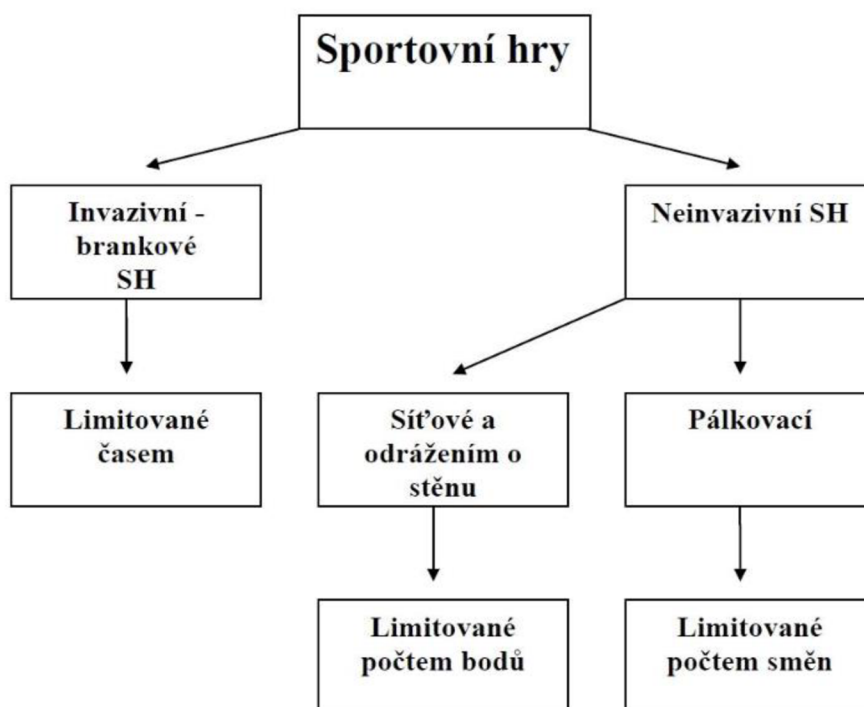 Sportovní hry
Invazivní -
brankové
SH
Neinvazivní SH
Limitované
časem
Síťové a
odrážením o
stěnu
Pálkovací
Limitované
počtem bodů
Limitované
počtem směn